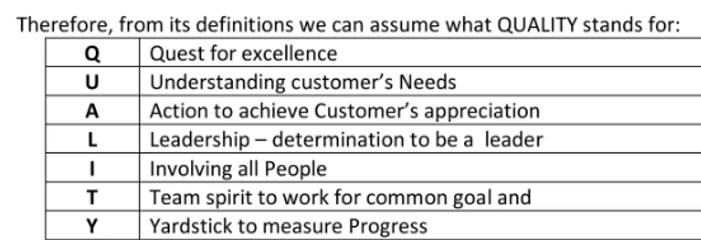 Therefore, from its definitions we can assume what QUALITY stands for:
Q Quest for excellence
U Understanding customer’s Needs
A Action to achieve Customer’s appreciation
L Leadership – determination to be a leader
I Involving all People
T Team spirit to work for common goal and
Y Yardstick to measure Progress